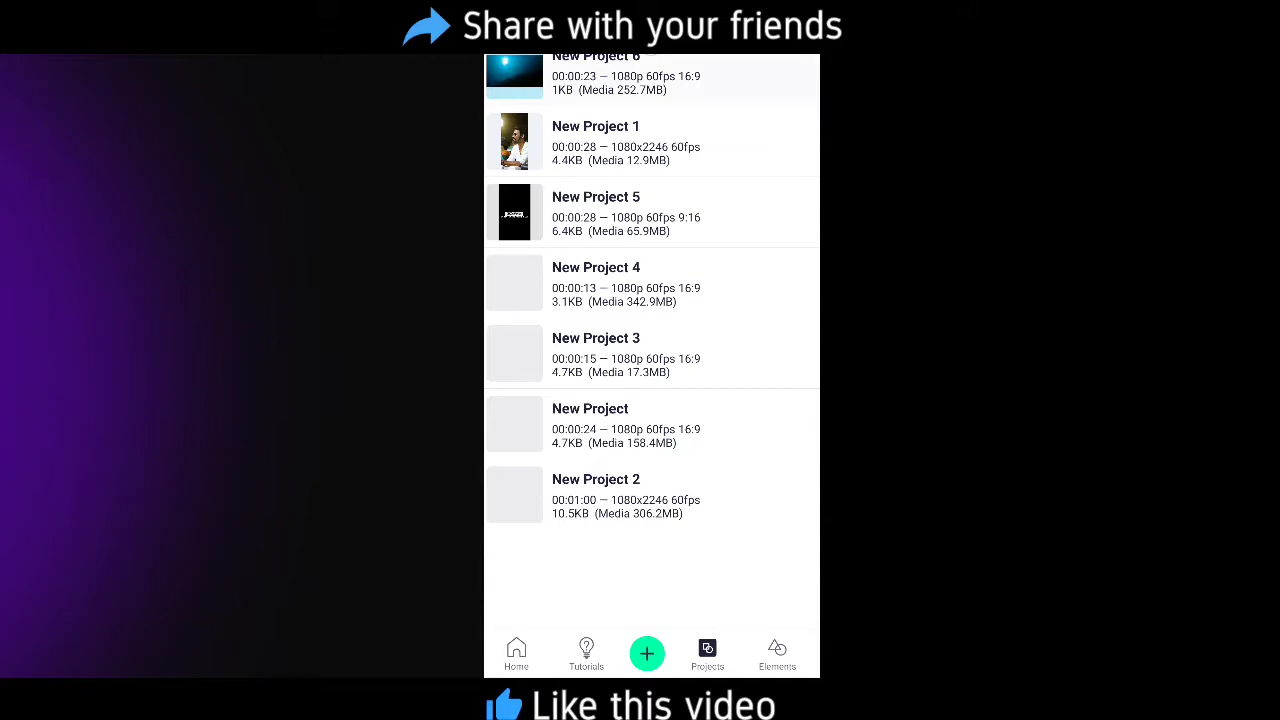 Share with your friends
New Project 6
00:00:23 — 1080p 60fps 16:9
1KB (Media 252.7MB)
New Project 1
00:00:28 — 1080x2246 60fps
4.4KB (Media 12.9MB)
New Project 5
00:00:28 — 1080p 60fps 9:16
6.4KB (Media 65.9MB)
New Project 4
00:00:13 — 1080p 60fps 16:9
3.1KB (Media 342.9MB)
New Project 3
00:00:15 — 1080p 60fps 16:9
4.7KB (Media 17.3MB)
New Project
00:00:24 — 1080p 60fps 16:9
4.7KB (Media 158.4MB)
New Project 2
00:01:00 — 1080x2246 60fps
10.5KB (Media 306.2MB)
Home
Tutorials
Projects
Elements
Like this video